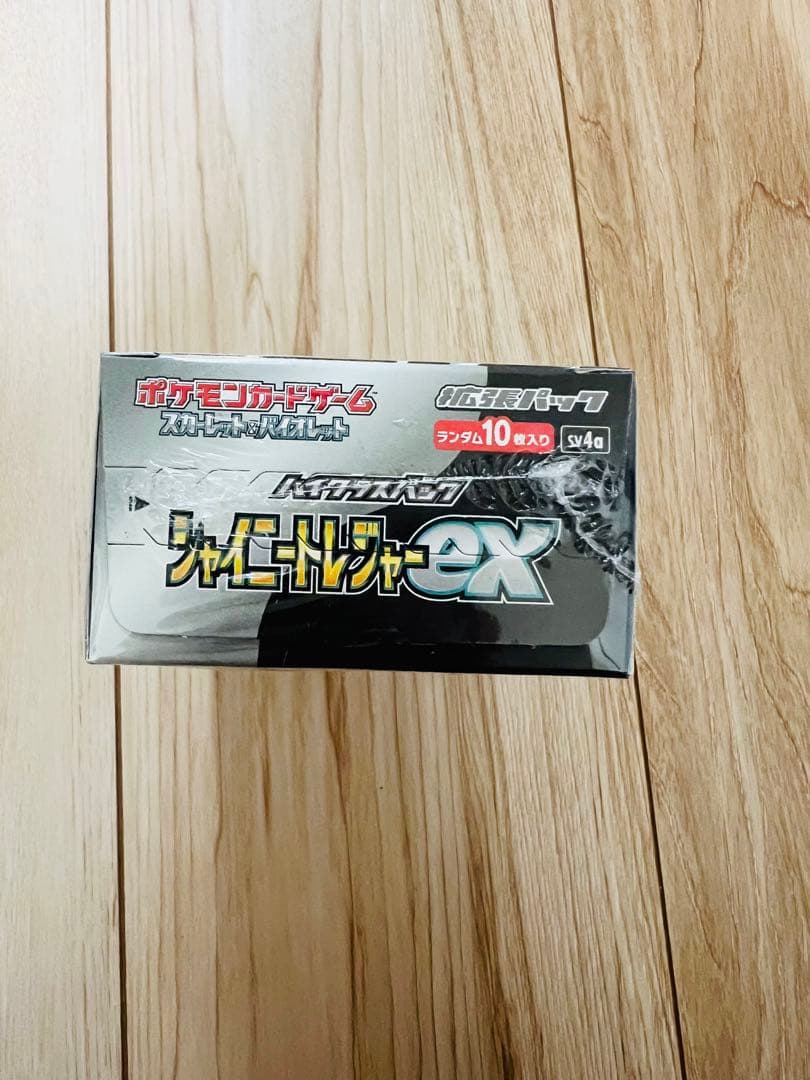 ポケモンカードゲーム
スカーレット&バイオレット
拡張パック
ランダム10枚入り
sv4a
ハイクラスパック
シャイニートレジャーex